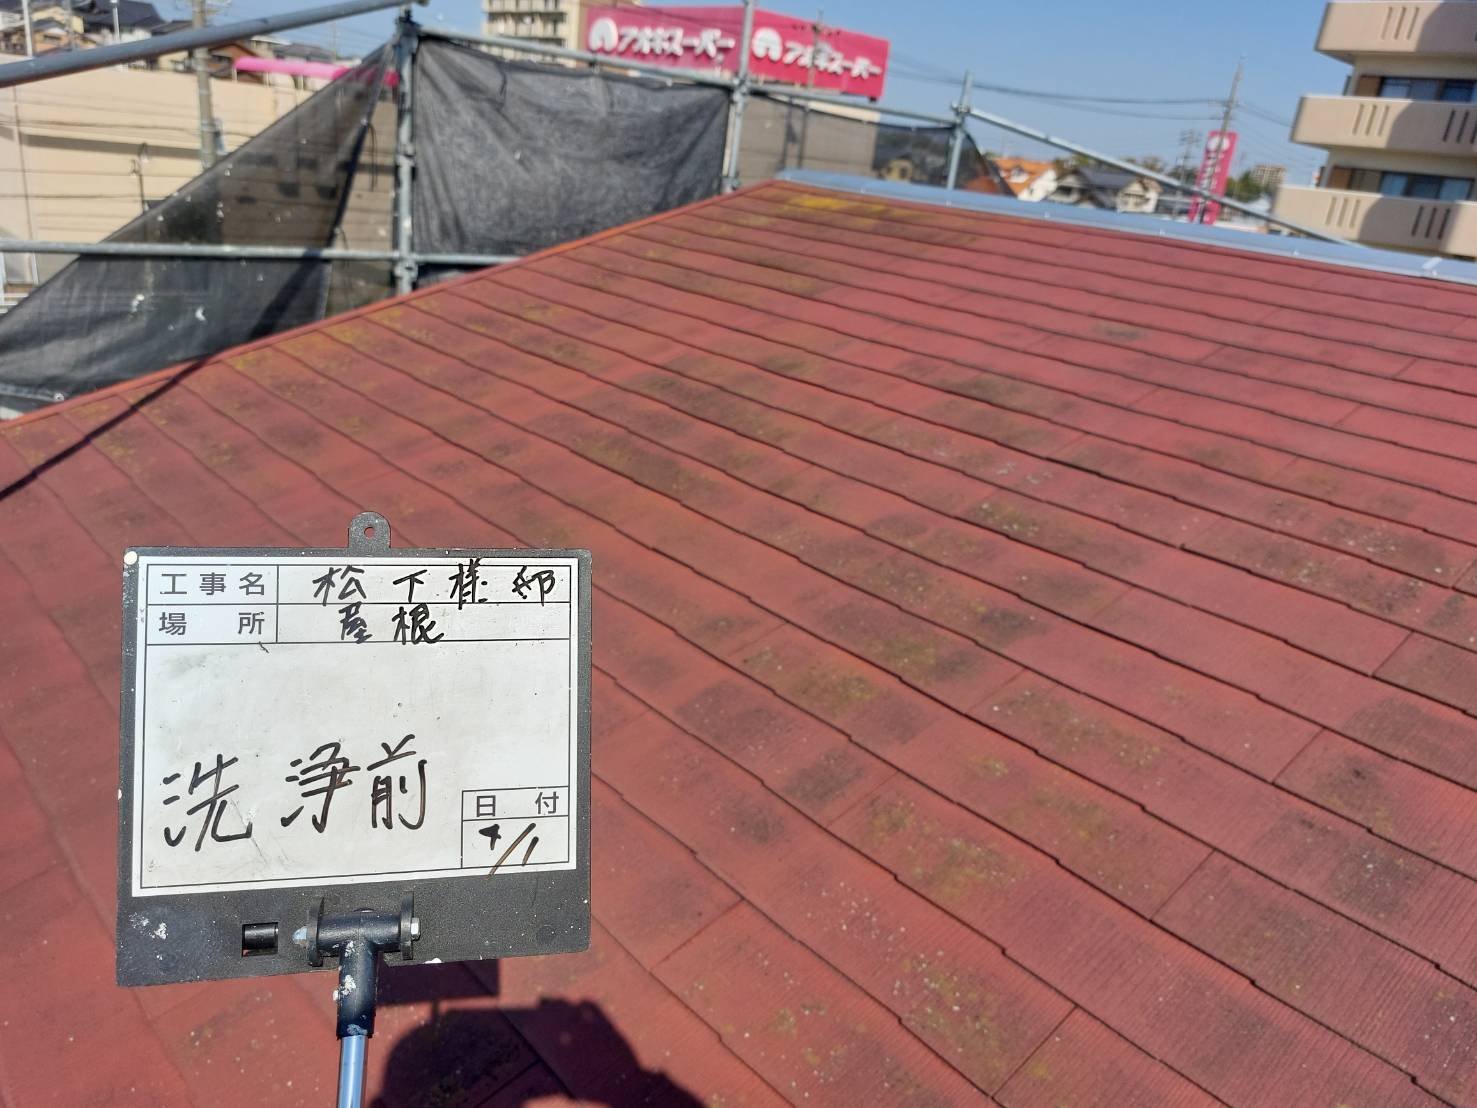 アオキスーパー
アオキスーパー
工事名 松下様邸
場所 屋根
洗浄前
日付
4/1